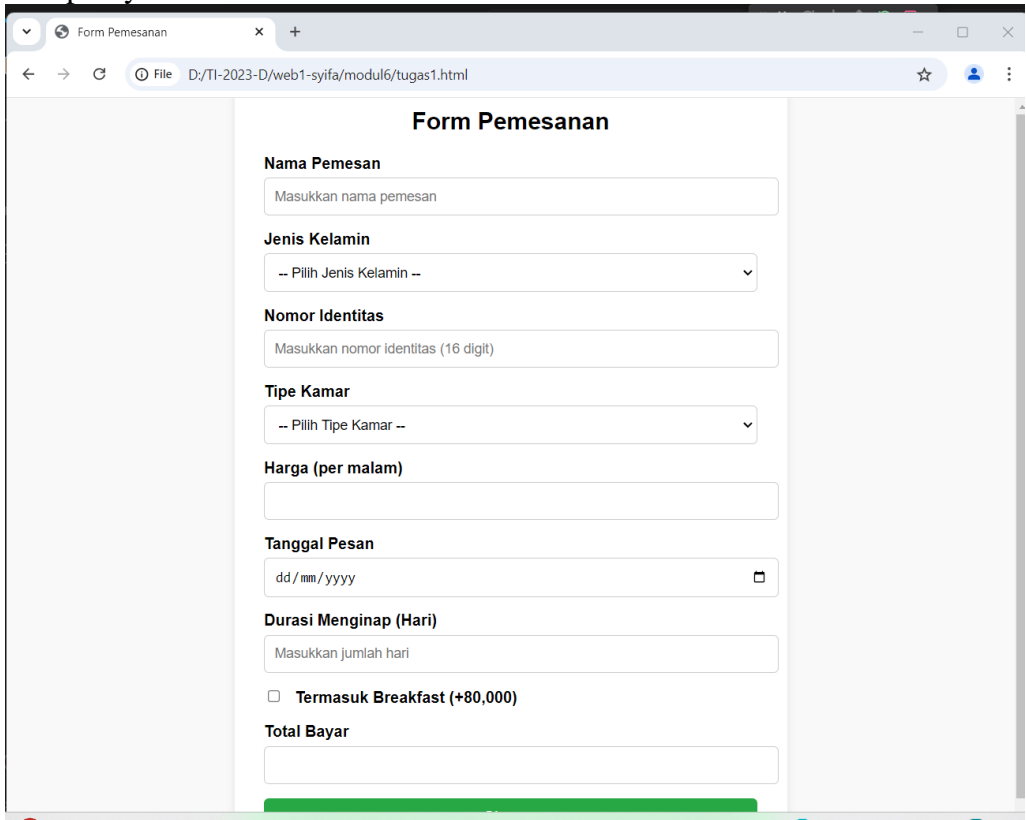 Form Pemesanan
File D:/TI-2023-D/web1-syifa/modul6/tugas1.html
Form Pemesanan
Nama Pemesan
Masukkan nama pemesan
Jenis Kelamin
-- Pilih Jenis Kelamin --
Nomor Identitas
Masukkan nomor identitas (16 digit)
Tipe Kamar
-- Pilih Tipe Kamar --
Harga (per malam)
Tanggal Pesan
dd/mm/yyyy
Durasi Menginap (Hari)
Masukkan jumlah hari
Termasuk Breakfast (+80,000)
Total Bayar